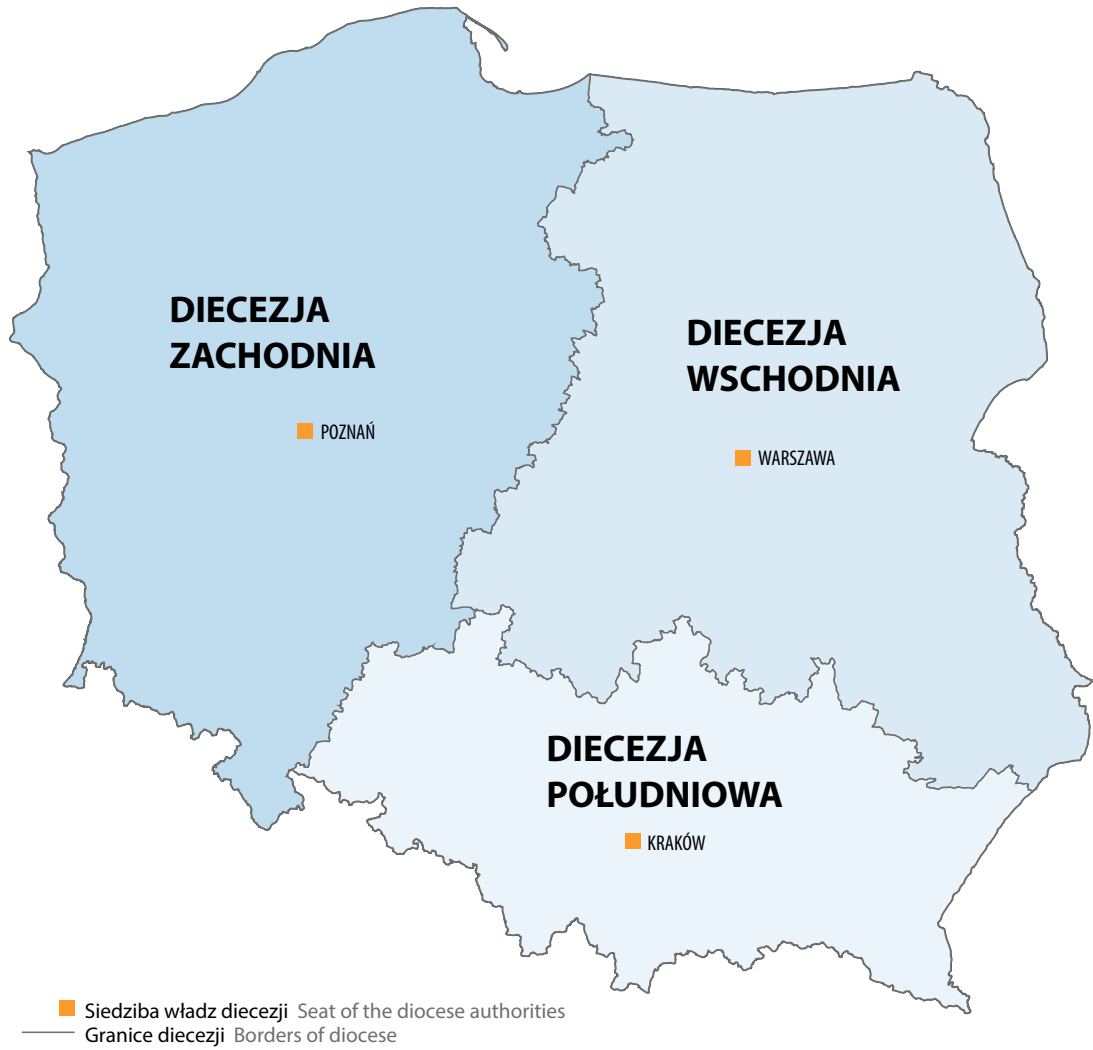 DIECEZJA
ZACHODNIA
POZNAŃ
DIECEZJA
WSCHODNIA
WARSZAWA
DIECEZJA
POŁUDNIOWA
KRAKÓW
Siedziba władz diecezji Seat of the diocese authorities
Granice diecezji Borders of diocese